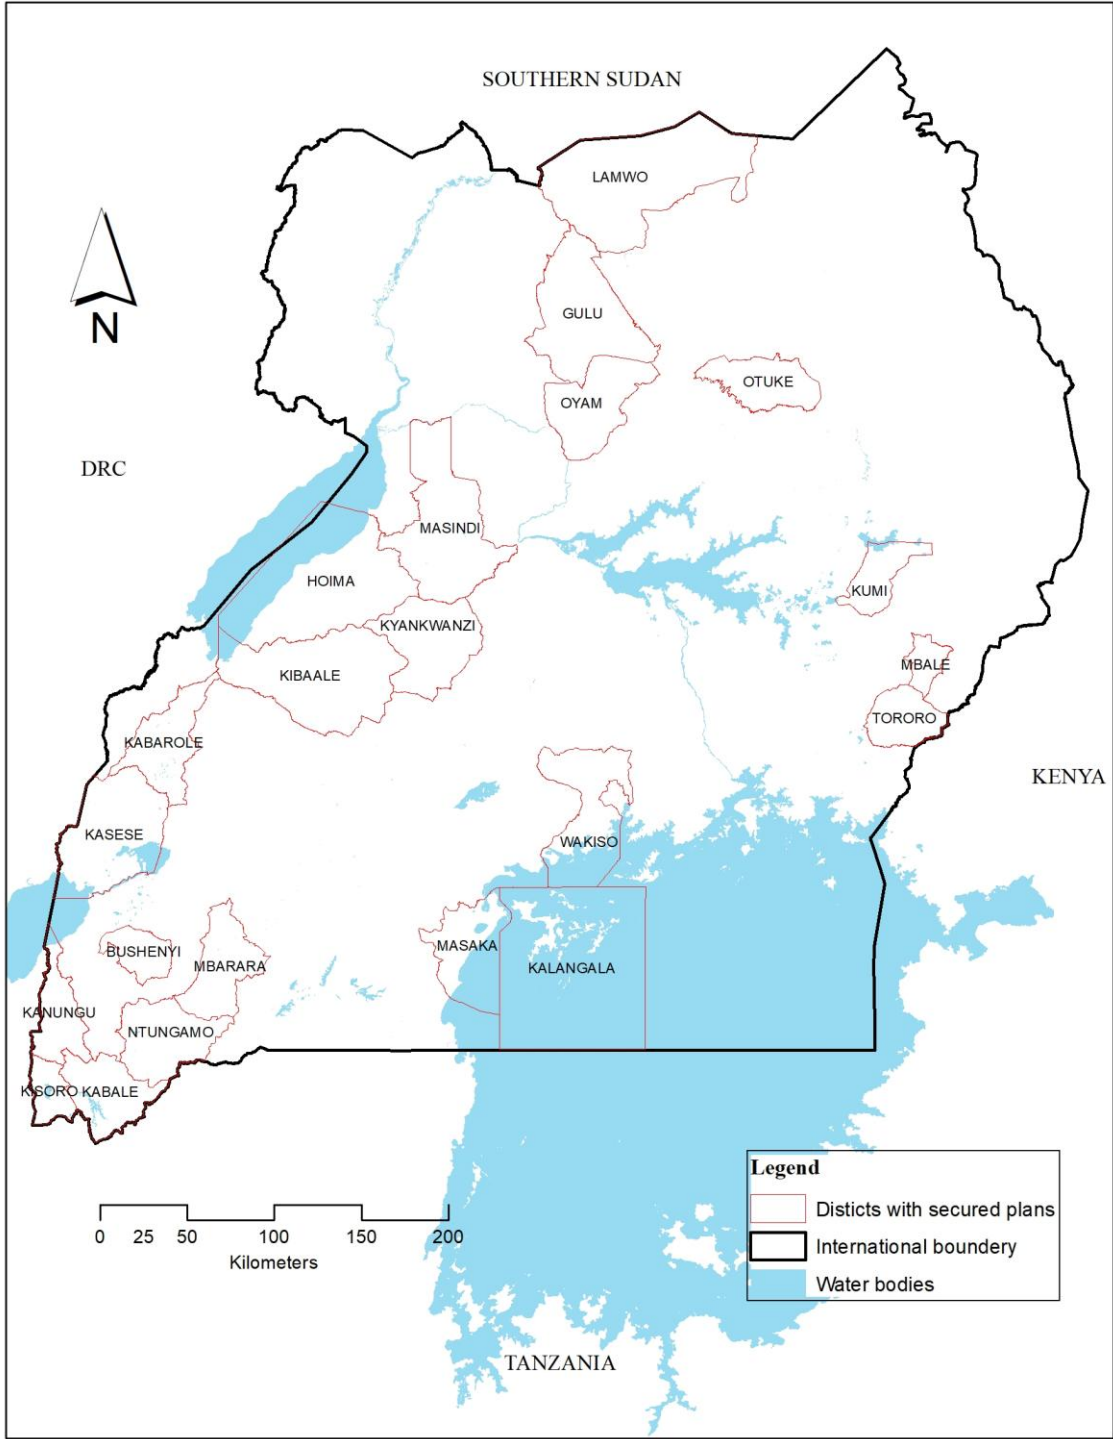 SOUTHERN SUDAN
LAMWO
N
GULU
OTUKE
OYAM
DRC
MASINDI
HOIMA
KUMI
KYANKWANZI
MBALE
KIBAALE
TORORO
KABAROLE
KENYA
KASESE
WAKISO
MASAKA
BUSHENYI
MBARARA
KALANGALA
KANUNGU
NTUNGAMO
KISORO
KABALE
Legend
Disticts with secured plans
International boundery
Water bodies
0 25 50 100 150 200
Kilometers
TANZANIA